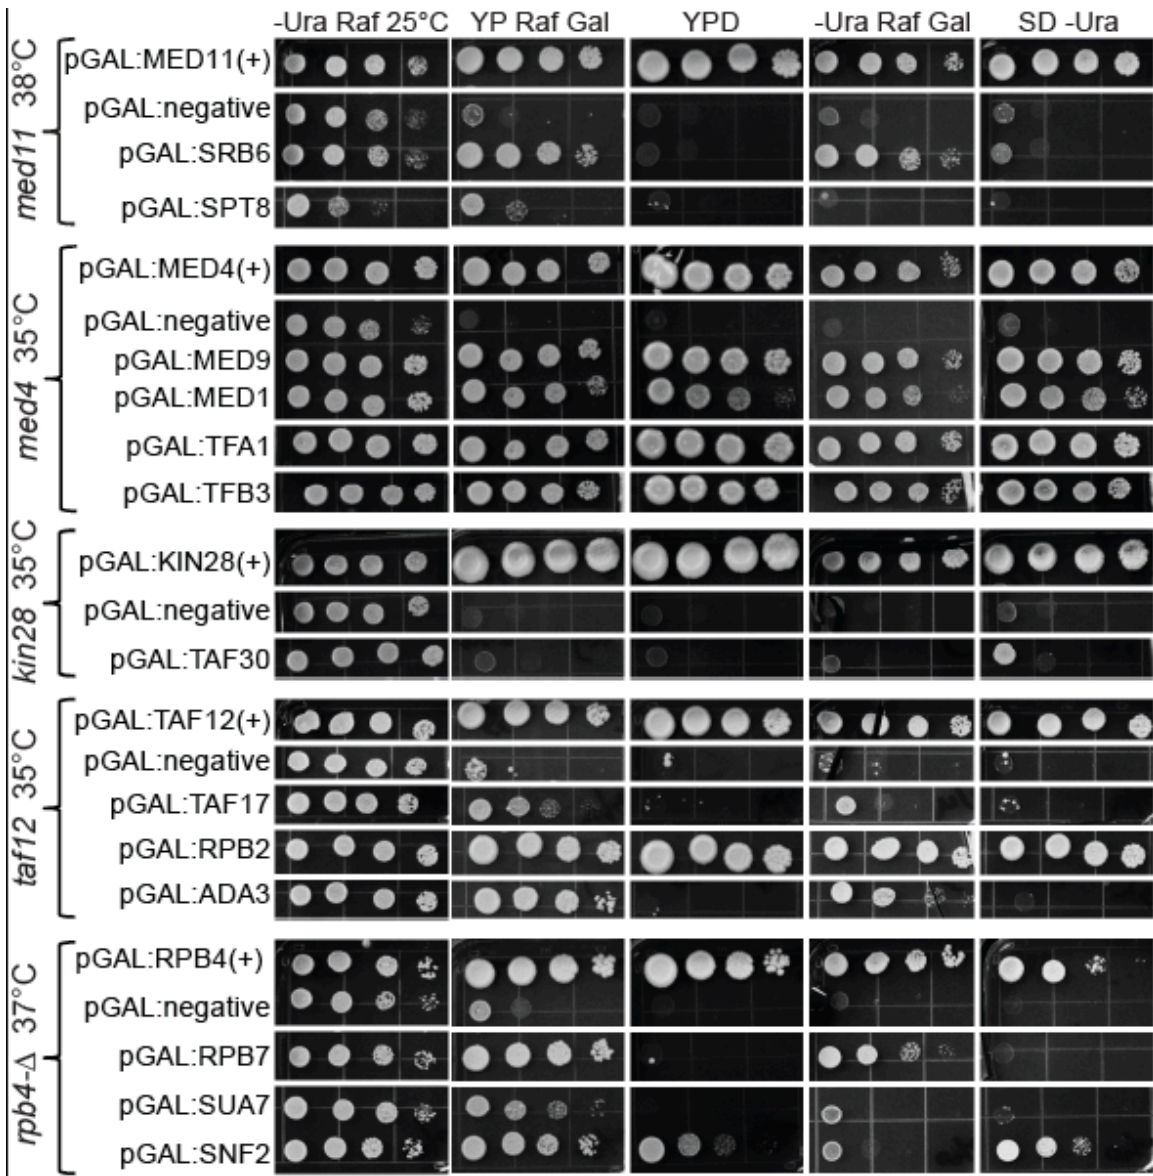 -Ura Raf 25°C YP Raf Gal YPD -Ura Raf Gal SD -Ura
med11 38°C
pGAL:MED11(+)
pGAL:negative
pGAL:SRB6
pGAL:SPT8
med4 35°C
pGAL:MED4(+)
pGAL:negative
pGAL:MED9
pGAL:MED1
pGAL:TFA1
pGAL:TFB3
kin28 35°C
pGAL:KIN28(+)
pGAL:negative
pGAL:TAF30
taf12 35°C
pGAL:TAF12(+)
pGAL:negative
pGAL:TAF17
pGAL:RPB2
pGAL:ADA3
rpb4-Δ 37°C
pGAL:RPB4(+)
pGAL:negative
pGAL:RPB7
pGAL:SUA7
pGAL:SNF2